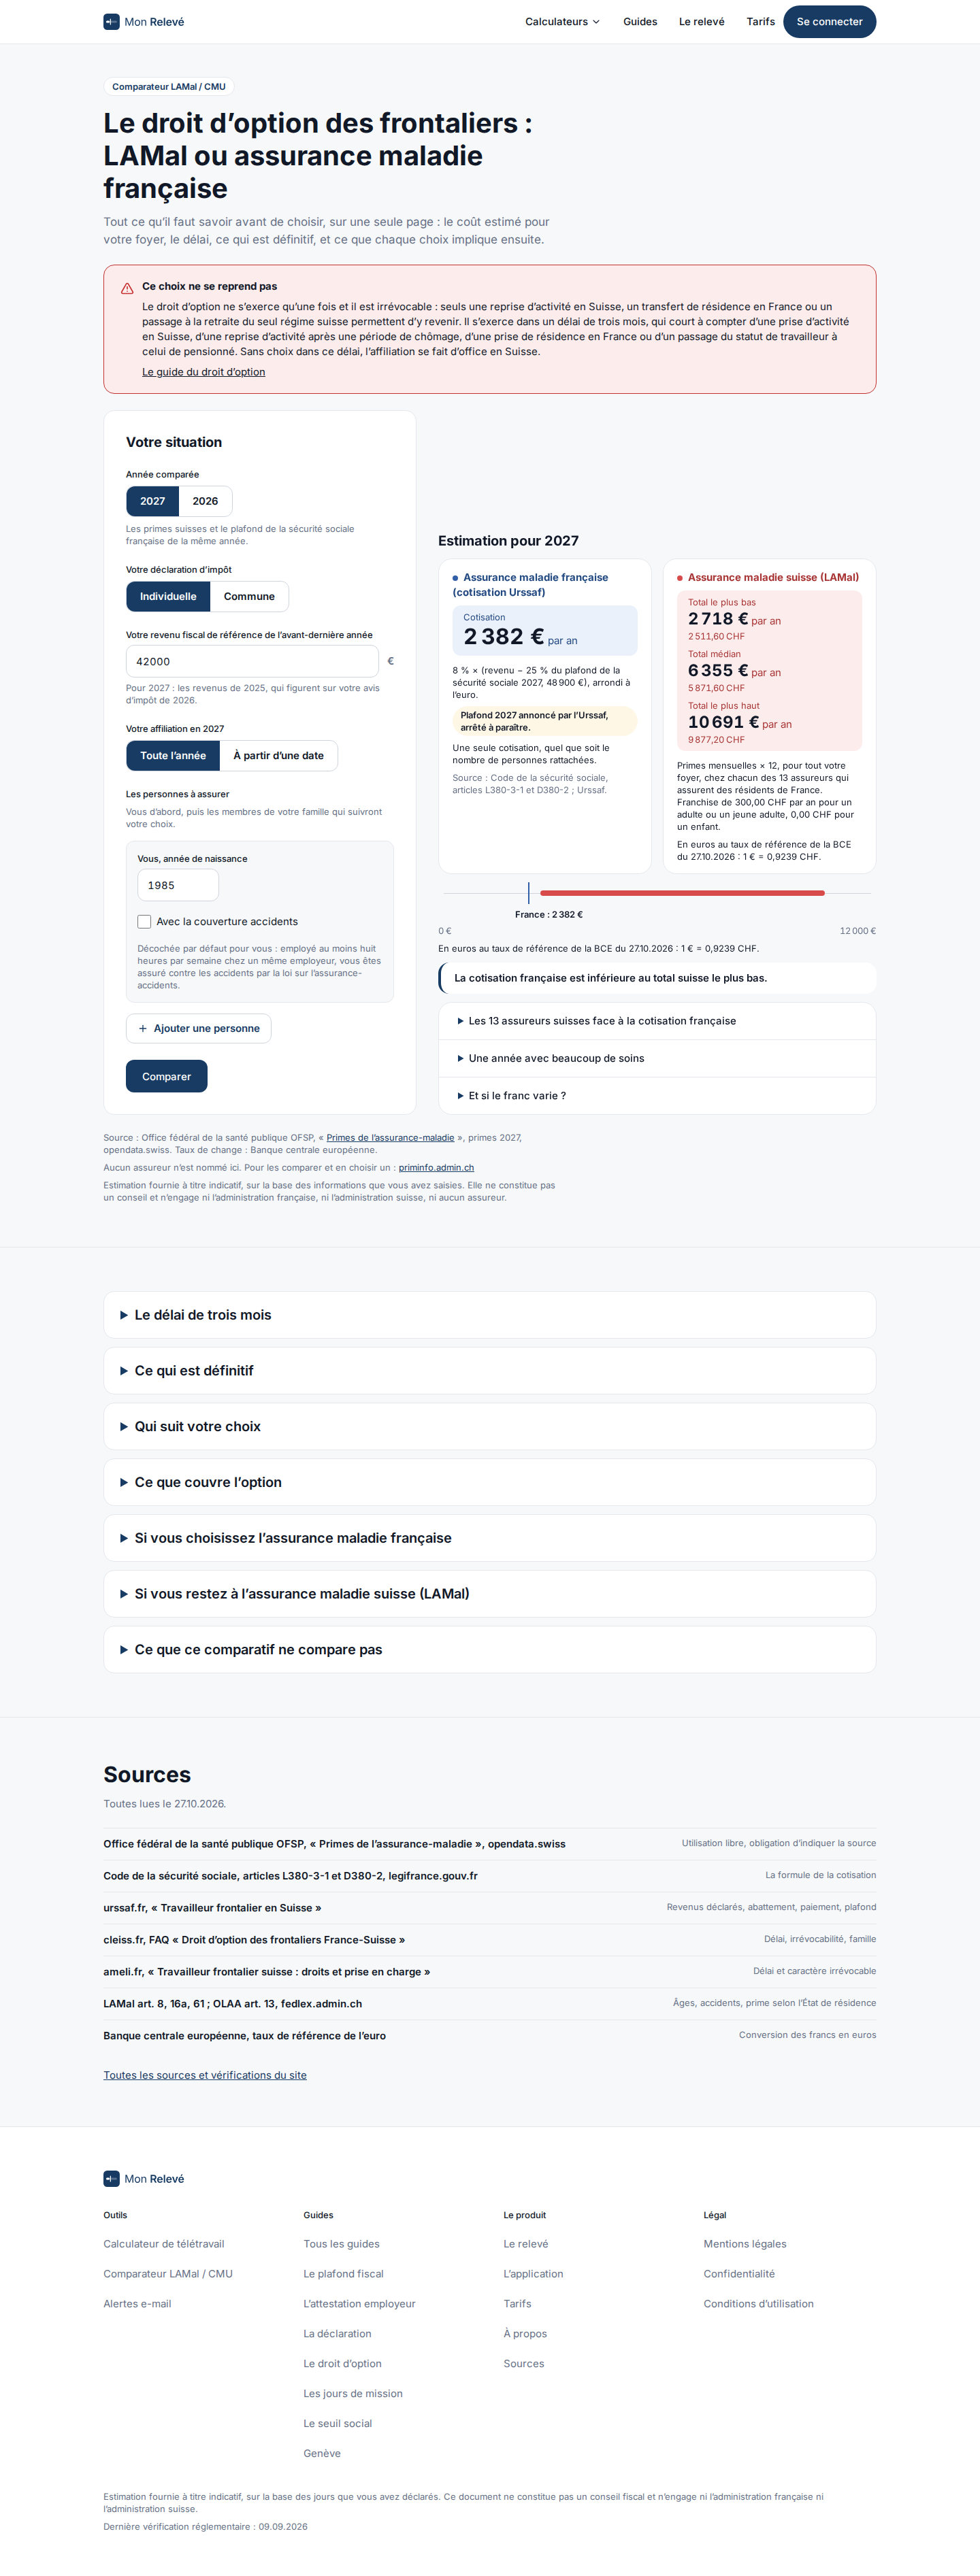 Mon Relevé
Calculateurs
Guides
Le relevé
Tarifs
Se connecter
Comparateur LAMal / CMU
Le droit d’option des frontaliers :
LAMal ou assurance maladie
française
Tout ce qu’il faut savoir avant de choisir, sur une seule page : le coût estimé pour
votre foyer, le délai, ce qui est définitif, et ce que chaque choix implique ensuite.
Ce choix ne se reprend pas
Le droit d’option ne s’exerce qu’une fois et il est irrévocable : seuls une reprise d’activité en Suisse, un transfert de résidence en France ou un
passage à la retraite du seul régime suisse permettent d’y revenir. Il s’exerce dans un délai de trois mois, qui court à compter d’une prise d’activité
en Suisse, d’une reprise d’activité après une période de chômage, d’une prise de résidence en France ou d’un passage du statut de travailleur à
celui de pensionné. Sans choix dans ce délai, l’affiliation se fait d’office en Suisse.
Le guide du droit d’option
Votre situation
Année comparée
2027
2026
Les primes suisses et le plafond de la sécurité sociale
française de la même année.
Votre déclaration d’impôt
Individuelle
Commune
Votre revenu fiscal de référence de l’avant-dernière année
42000
€
Pour 2027 : les revenus de 2025, qui figurent sur votre avis
d’impôt de 2026.
Votre affiliation en 2027
Toute l’année
À partir d’une date
Les personnes à assurer
Vous d’abord, puis les membres de votre famille qui suivront
votre choix.
Vous, année de naissance
1985
Avec la couverture accidents
Décochée par défaut pour vous : employé au moins huit
heures par semaine chez un même employeur, vous êtes
assuré contre les accidents par la loi sur l’assurance-
accidents.
+ Ajouter une personne
Comparer
Estimation pour 2027
Assurance maladie française
(cotisation Urssaf)
Cotisation
2 382 € par an
8 % × (revenu − 25 % du plafond de la
sécurité sociale 2027, 48 900 €), arrondi à
l’euro.
Plafond 2027 annoncé par l’Urssaf,
arrêté à paraître.
Une seule cotisation, quel que soit le
nombre de personnes rattachées.
Source : Code de la sécurité sociale,
articles L380-3-1 et D380-2 ; Urssaf.
Assurance maladie suisse (LAMal)
Total le plus bas
2 718 € par an
2 511,60 CHF
Total médian
6 355 € par an
5 871,60 CHF
Total le plus haut
10 691 € par an
9 877,20 CHF
Primes mensuelles × 12, pour tout votre
foyer, chez chacun des 13 assureurs qui
assurent des résidents de France.
Franchise de 300,00 CHF par an pour un
adulte ou un jeune adulte, 0,00 CHF pour
un enfant.
En euros au taux de référence de la BCE
du 27.10.2026 : 1 € = 0,9239 CHF.
France : 2 382 €
0 €
12 000 €
En euros au taux de référence de la BCE du 27.10.2026 : 1 € = 0,9239 CHF.
La cotisation française est inférieure au total suisse le plus bas.
Les 13 assureurs suisses face à la cotisation française
Une année avec beaucoup de soins
Et si le franc varie ?
Source : Office fédéral de la santé publique OFSP, « Primes de l’assurance-maladie », primes 2027,
opendata.swiss. Taux de change : Banque centrale européenne.
Aucun assureur n’est nommé ici. Pour les comparer et en choisir un : priminfo.admin.ch
Estimation fournie à titre indicatif, sur la base des informations que vous avez saisies. Elle ne constitue pas
un conseil et n’engage ni l’administration française, ni l’administration suisse, ni aucun assureur.
Le délai de trois mois
Ce qui est définitif
Qui suit votre choix
Ce que couvre l’option
Si vous choisissez l’assurance maladie française
Si vous restez à l’assurance maladie suisse (LAMal)
Ce que ce comparatif ne compare pas
Sources
Toutes lues le 27.10.2026.
Office fédéral de la santé publique OFSP, « Primes de l’assurance-maladie », opendata.swiss
Utilisation libre, obligation d’indiquer la source
Code de la sécurité sociale, articles L380-3-1 et D380-2, legifrance.gouv.fr
La formule de la cotisation
urssaf.fr, « Travailleur frontalier en Suisse »
Revenus déclarés, abattement, paiement, plafond
cleiss.fr, FAQ « Droit d’option des frontaliers France-Suisse »
Délai, irrévocabilité, famille
ameli.fr, « Travailleur frontalier suisse : droits et prise en charge »
Délai et caractère irrévocable
LAMal art. 8, 16a, 61 ; OLAA art. 13, fedlex.admin.ch
Âges, accidents, prime selon l’État de résidence
Banque centrale européenne, taux de référence de l’euro
Conversion des francs en euros
Toutes les sources et vérifications du site
Mon Relevé
Outils
Calculateur de télétravail
Comparateur LAMal / CMU
Alertes e-mail
Guides
Tous les guides
Le plafond fiscal
L’attestation employeur
La déclaration
Le droit d’option
Les jours de mission
Le seuil social
Genève
Le produit
Le relevé
L’application
Tarifs
À propos
Sources
Légal
Mentions légales
Confidentialité
Conditions d’utilisation
Estimation fournie à titre indicatif, sur la base des jours que vous avez déclarés. Ce document ne constitue pas un conseil fiscal et n’engage ni l’administration française ni
l’administration suisse.
Dernière vérification réglementaire : 09.09.2026